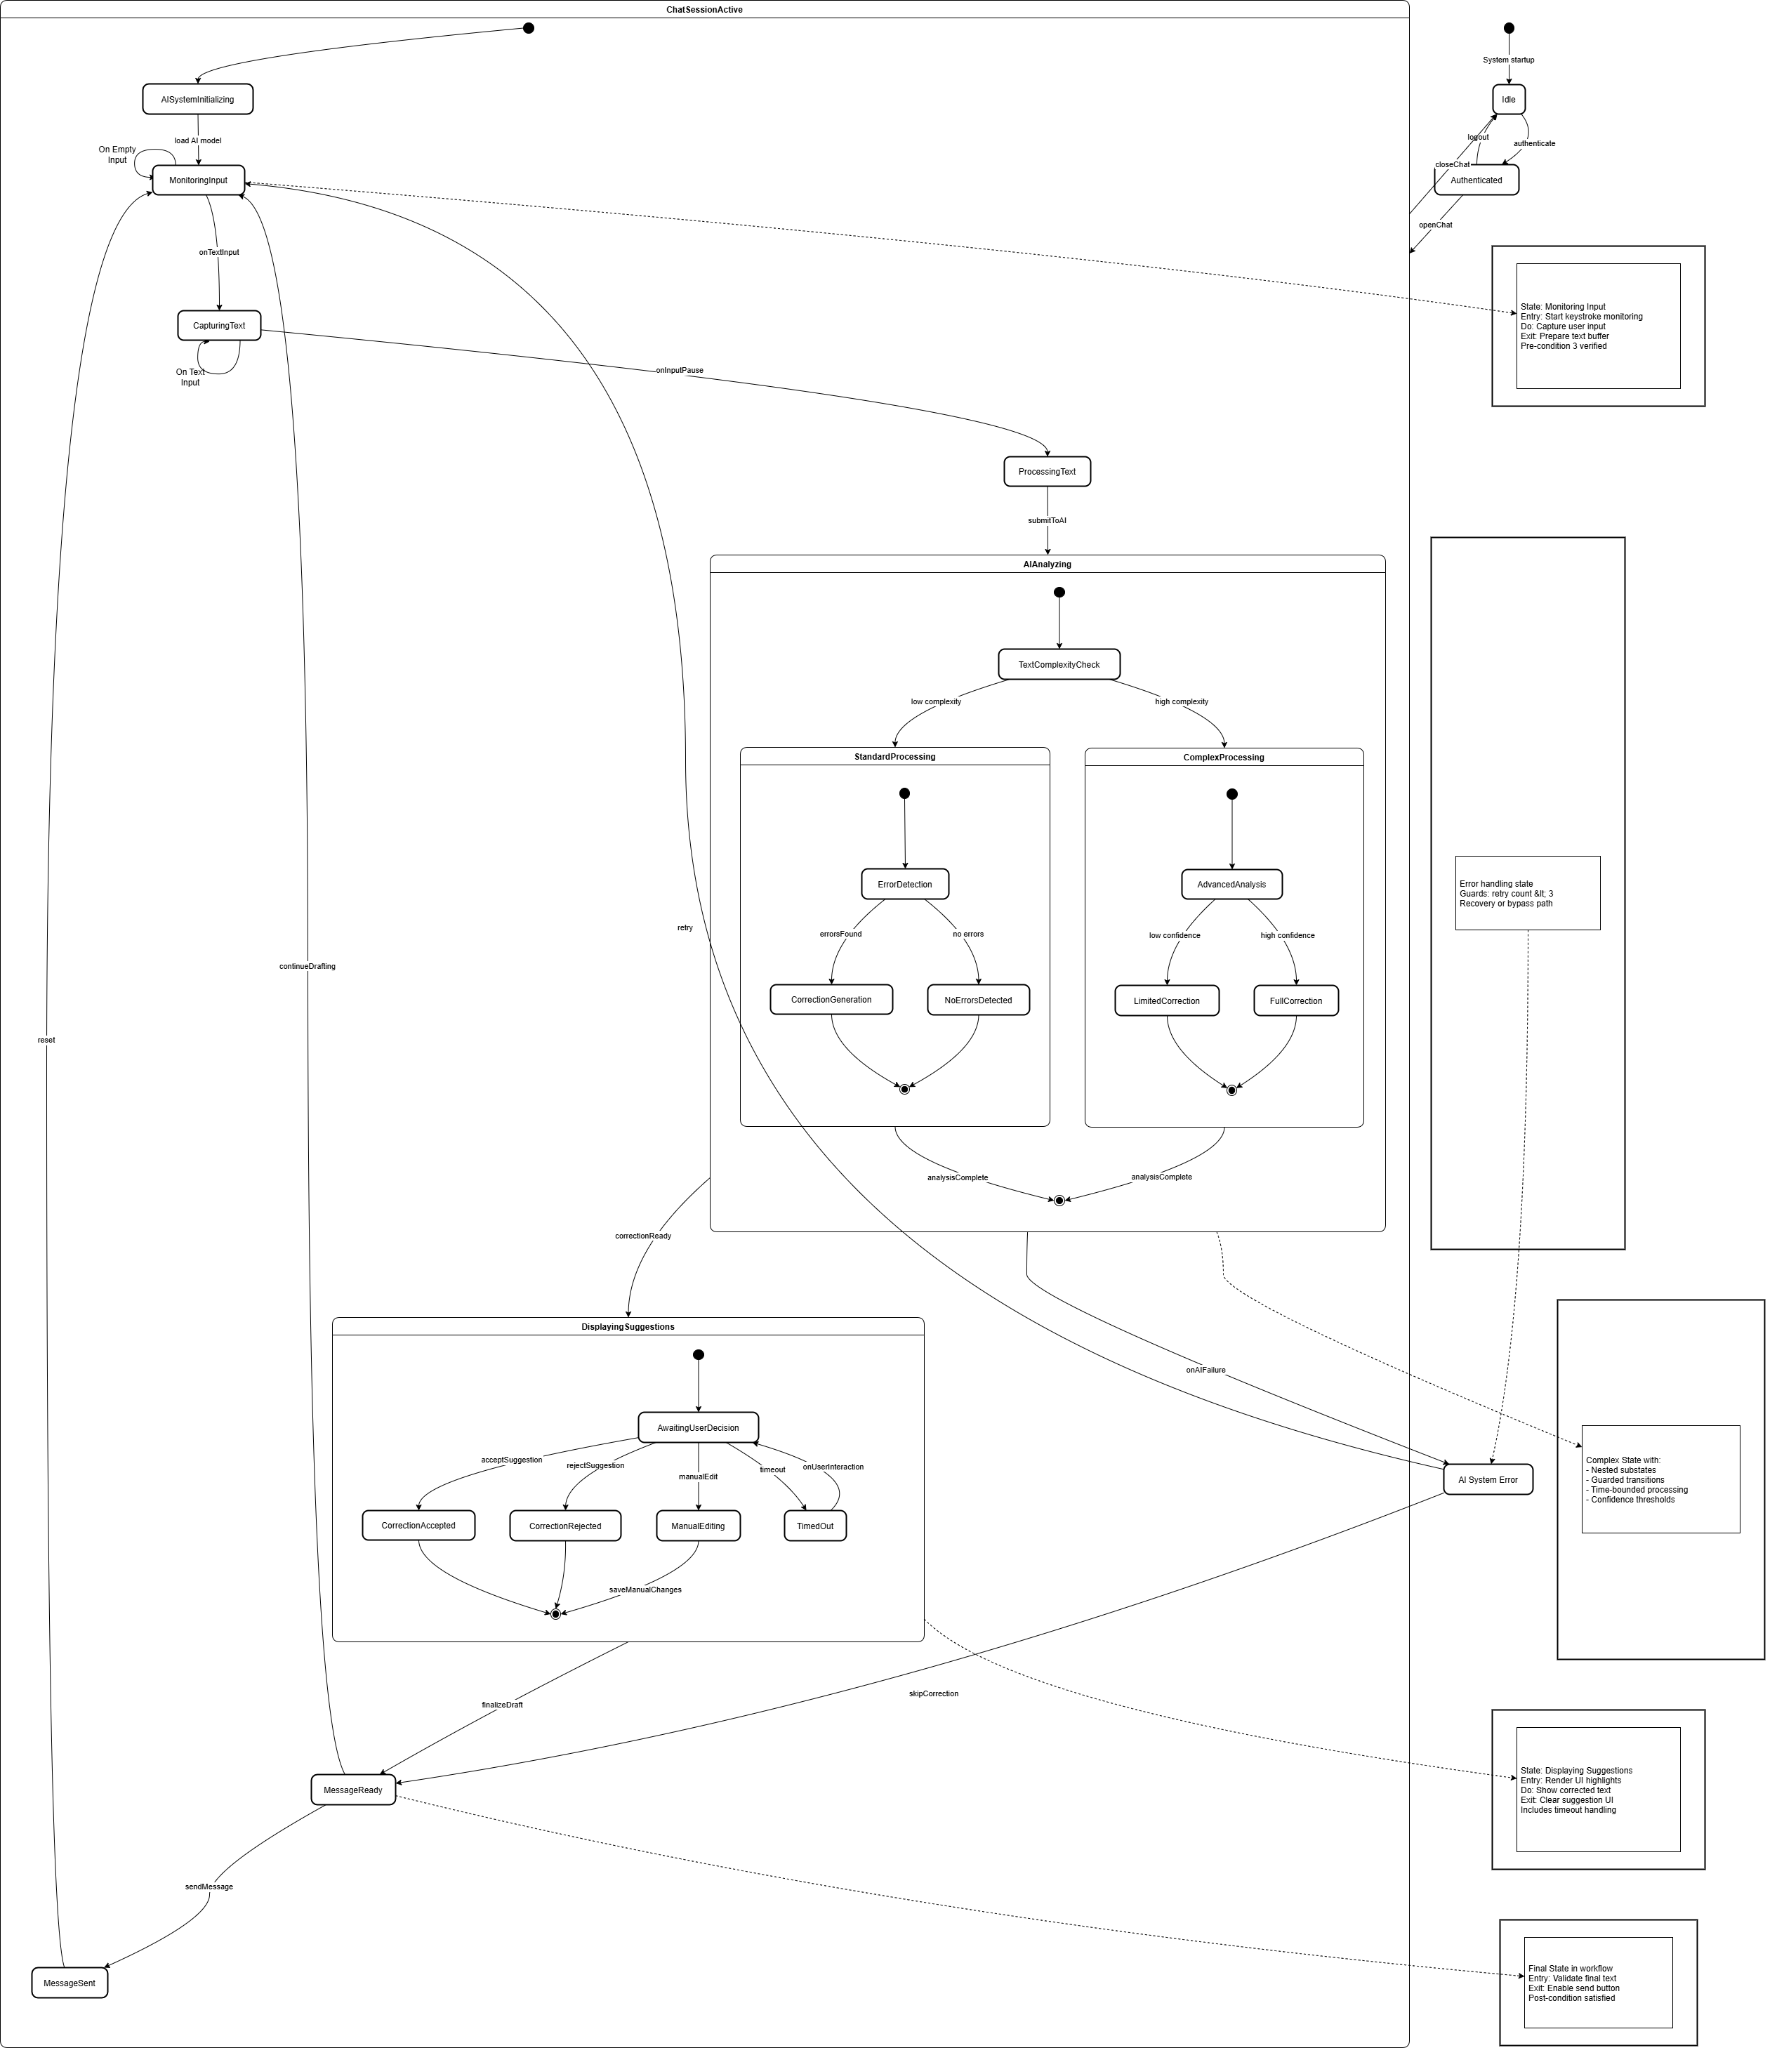 ChatSessionActive
System startup
AISystemInitializing
Idle
load AI model
logout
authenticate
On Empty
Input
closeChat
MonitoringInput
Authenticated
openChat
onTextInput
State: Monitoring Input
Entry: Start keystroke monitoring
Do: Capture user input
Exit: Prepare text buffer
Pre-condition 3 verified
CapturingText
On Text
Input
onInputPause
ProcessingText
submitToAI
AIAnalyzing
TextComplexityCheck
low complexity
high complexity
StandardProcessing
ComplexProcessing
ErrorDetection
AdvancedAnalysis
Error handling state
Guards: retry count &lt; 3
Recovery or bypass path
retry
errorsFound
no errors
low confidence
high confidence
continueDrafting
CorrectionGeneration
NoErrorsDetected
LimitedCorrection
FullCorrection
reset
analysisComplete
analysisComplete
correctionReady
DisplayingSuggestions
onAIFailure
AwaitingUserDecision
acceptSuggestion
rejectSuggestion
manualEdit
timeout
onUserInteraction
Complex State with:
- Nested substates
- Guarded transitions
- Time-bounded processing
- Confidence thresholds
AI System Error
CorrectionAccepted
CorrectionRejected
ManualEditing
TimedOut
saveManualChanges
skipCorrection
finalizeDraft
State: Displaying Suggestions
Entry: Render UI highlights
Do: Show corrected text
Exit: Clear suggestion UI
Includes timeout handling
MessageReady
sendMessage
Final State in workflow
Entry: Validate final text
Exit: Enable send button
Post-condition satisfied
MessageSent